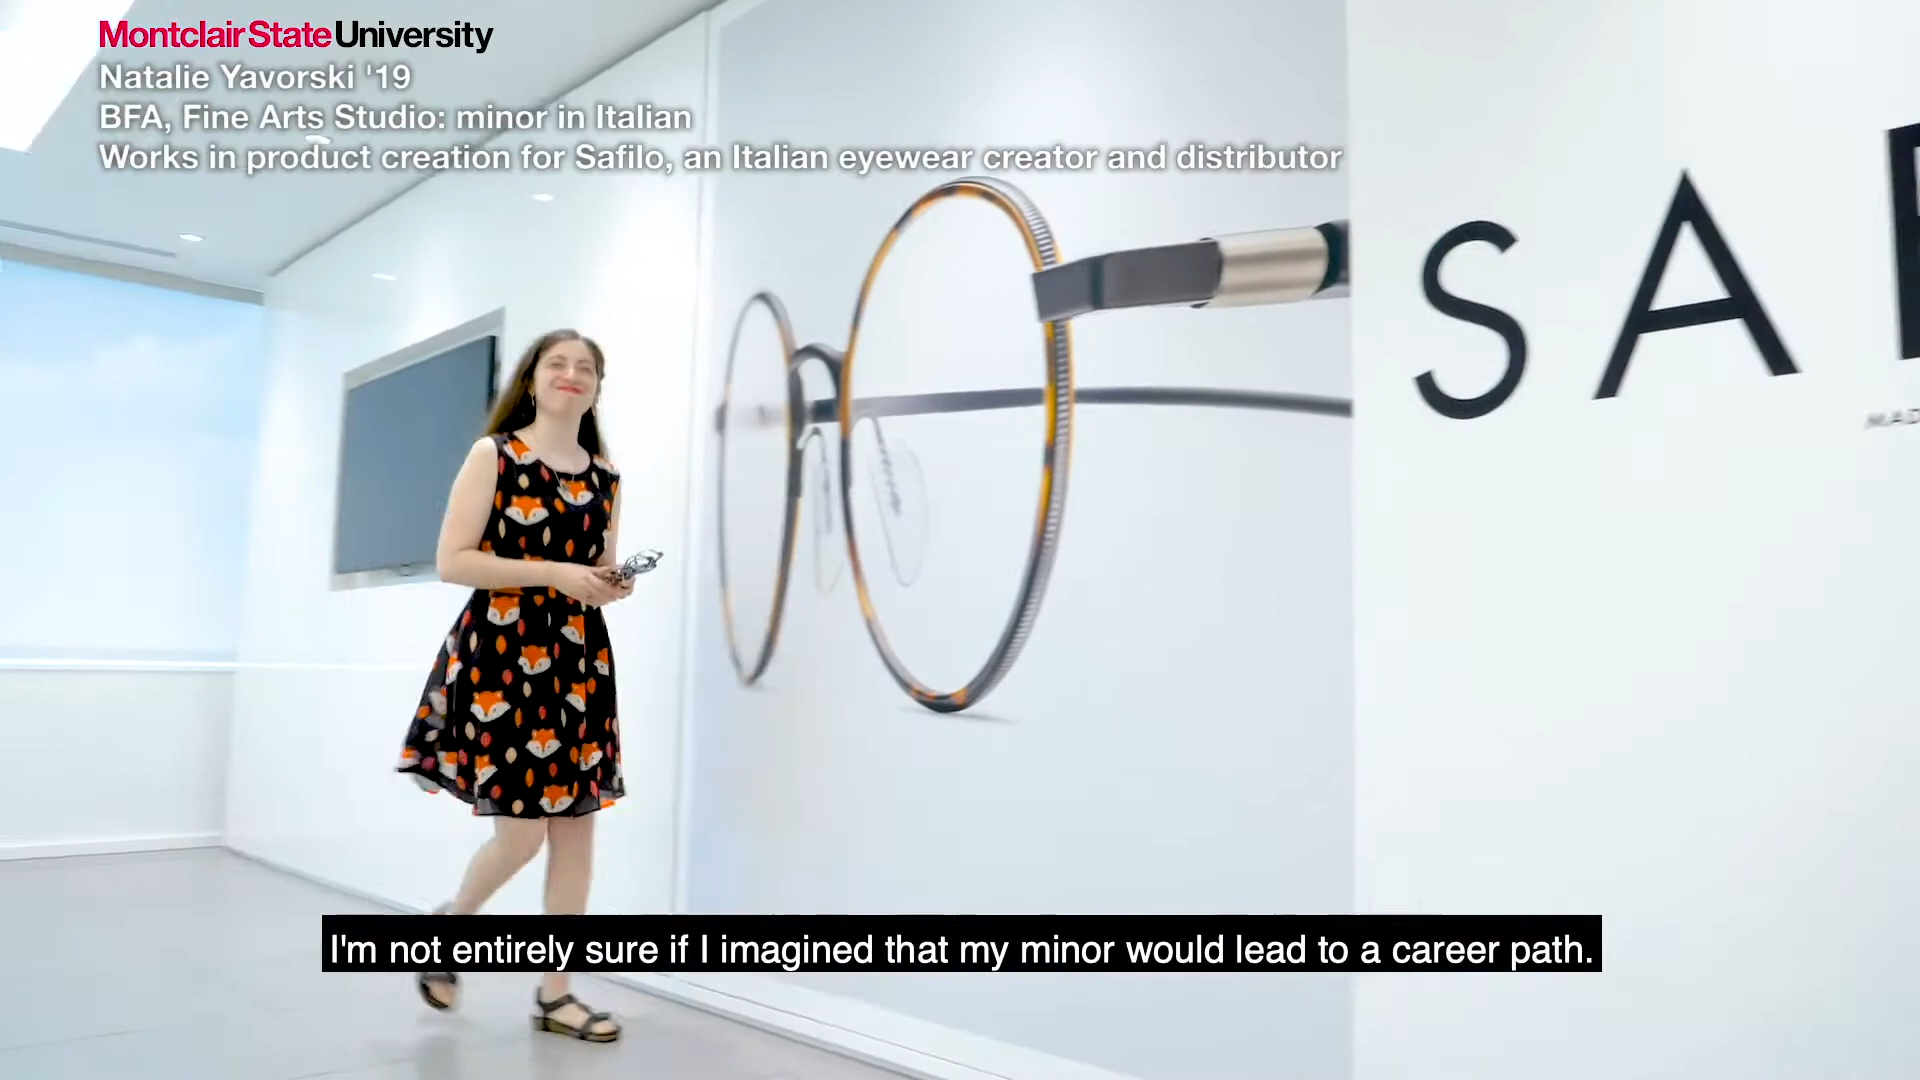 Montclair State University
Natalie Yavorski '19
BFA, Fine Arts Studio: minor in Italian
Works in product creation for Safilo, an Italian eyewear creator and distributor
SA
MAD
I'm not entirely sure if I imagined that my minor would lead to a career path.